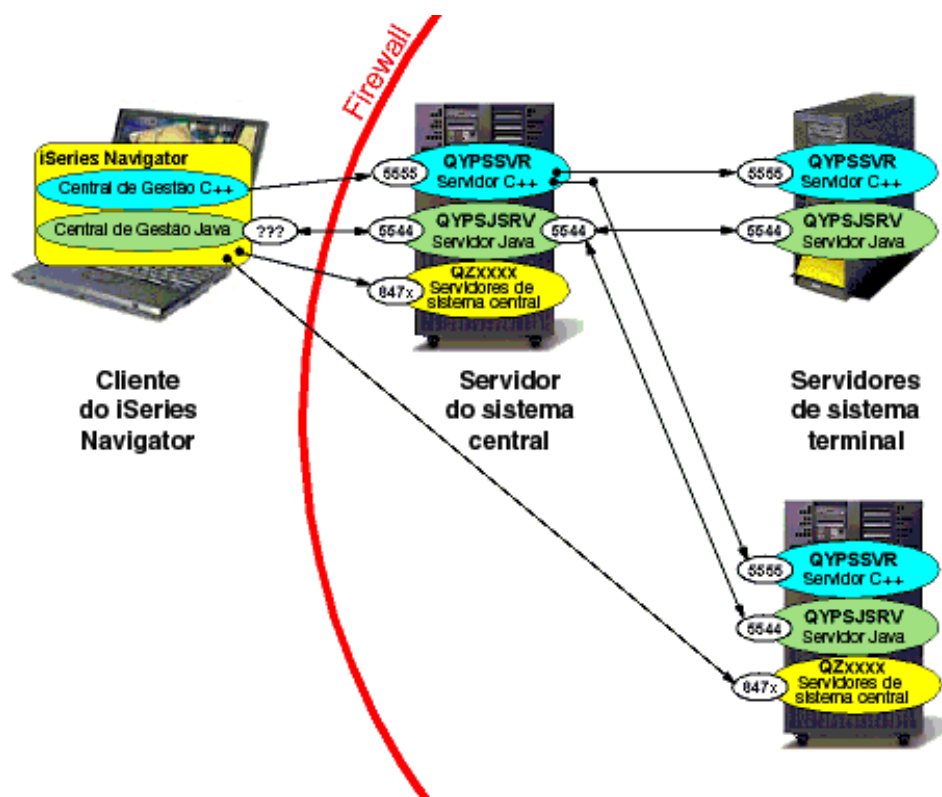 Firewall
iSeries Navigator
Central de Gestão C++
Central de Gestão Java
???
Cliente
do iSeries
Navigator
5555
QYPSSVR
Servidor C++
5544
QYPSJSRV
Servidor Java
5544
847x
QZXXXX
Servidores de
sistema central
Servidor
do sistema
central
5555
QYPSSVR
Servidor C++
5544
QYPSJSRV
Servidor Java
Servidores
de sistema
terminal
5555
QYPSSVR
Servidor C++
5544
QYPSJSRV
Servidor Java
847x
QZxxxx
Servidores de
sistema central